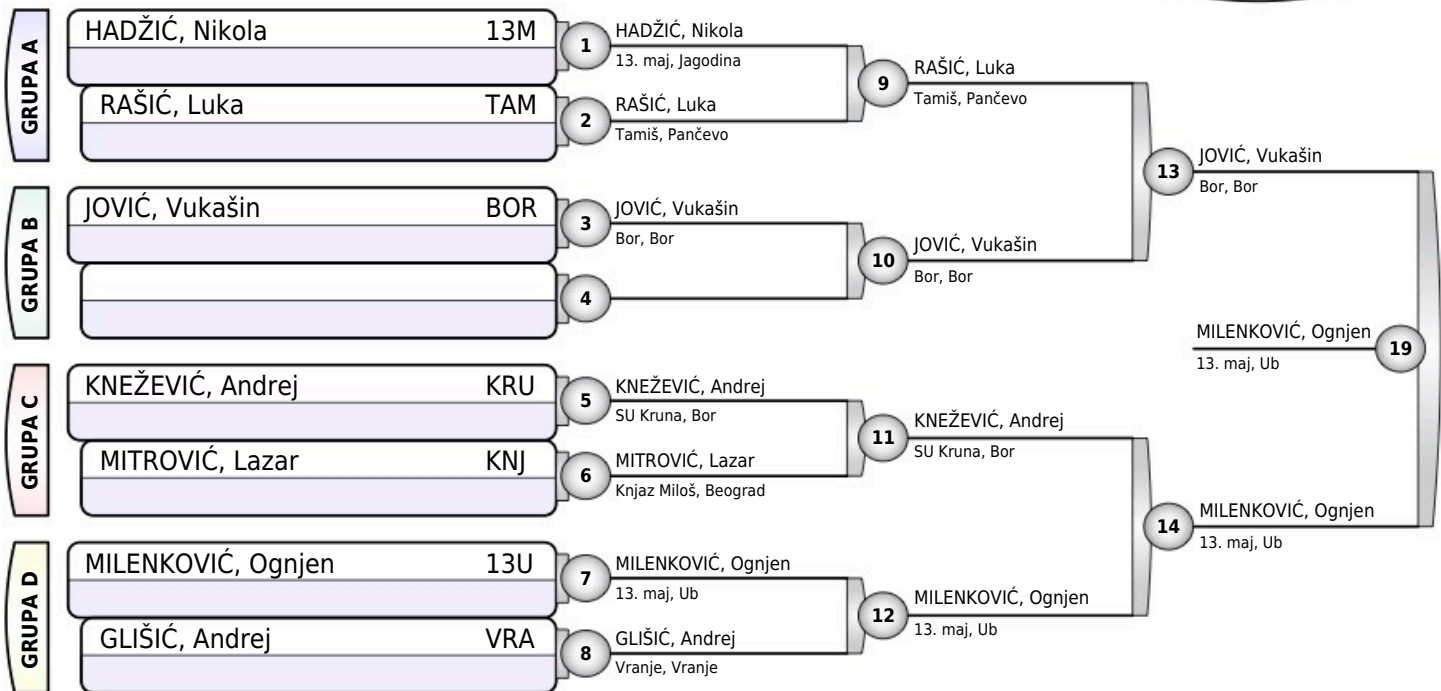 GRUPA A
HADŽIĆ, Nikola 13M
RAŠIĆ, Luka TAM
GRUPA B
JOVIĆ, Vukašin BOR
GRUPA C
KNEŽEVIĆ, Andrej KRU
MITROVIĆ, Lazar KNJ
GRUPA D
MILENKOVIĆ, Ognjen 13U
GLIŠIĆ, Andrej VRA
1
HADŽIĆ, Nikola
13. maj, Jagodina
2
RAŠIĆ, Luka
Tamiš, Pančevo
3
JOVIĆ, Vukašin
Bor, Bor
4
5
KNEŽEVIĆ, Andrej
SU Kruna, Bor
6
MITROVIĆ, Lazar
Knjaz Miloš, Beograd
7
MILENKOVIĆ, Ognjen
13. maj, Ub
8
GLIŠIĆ, Andrej
Vranje, Vranje
9
RAŠIĆ, Luka
Tamiš, Pančevo
10
JOVIĆ, Vukašin
Bor, Bor
11
KNEŽEVIĆ, Andrej
SU Kruna, Bor
12
MILENKOVIĆ, Ognjen
13. maj, Ub
13
JOVIĆ, Vukašin
Bor, Bor
14
MILENKOVIĆ, Ognjen
13. maj, Ub
MILENKOVIĆ, Ognjen
13. maj, Ub
19